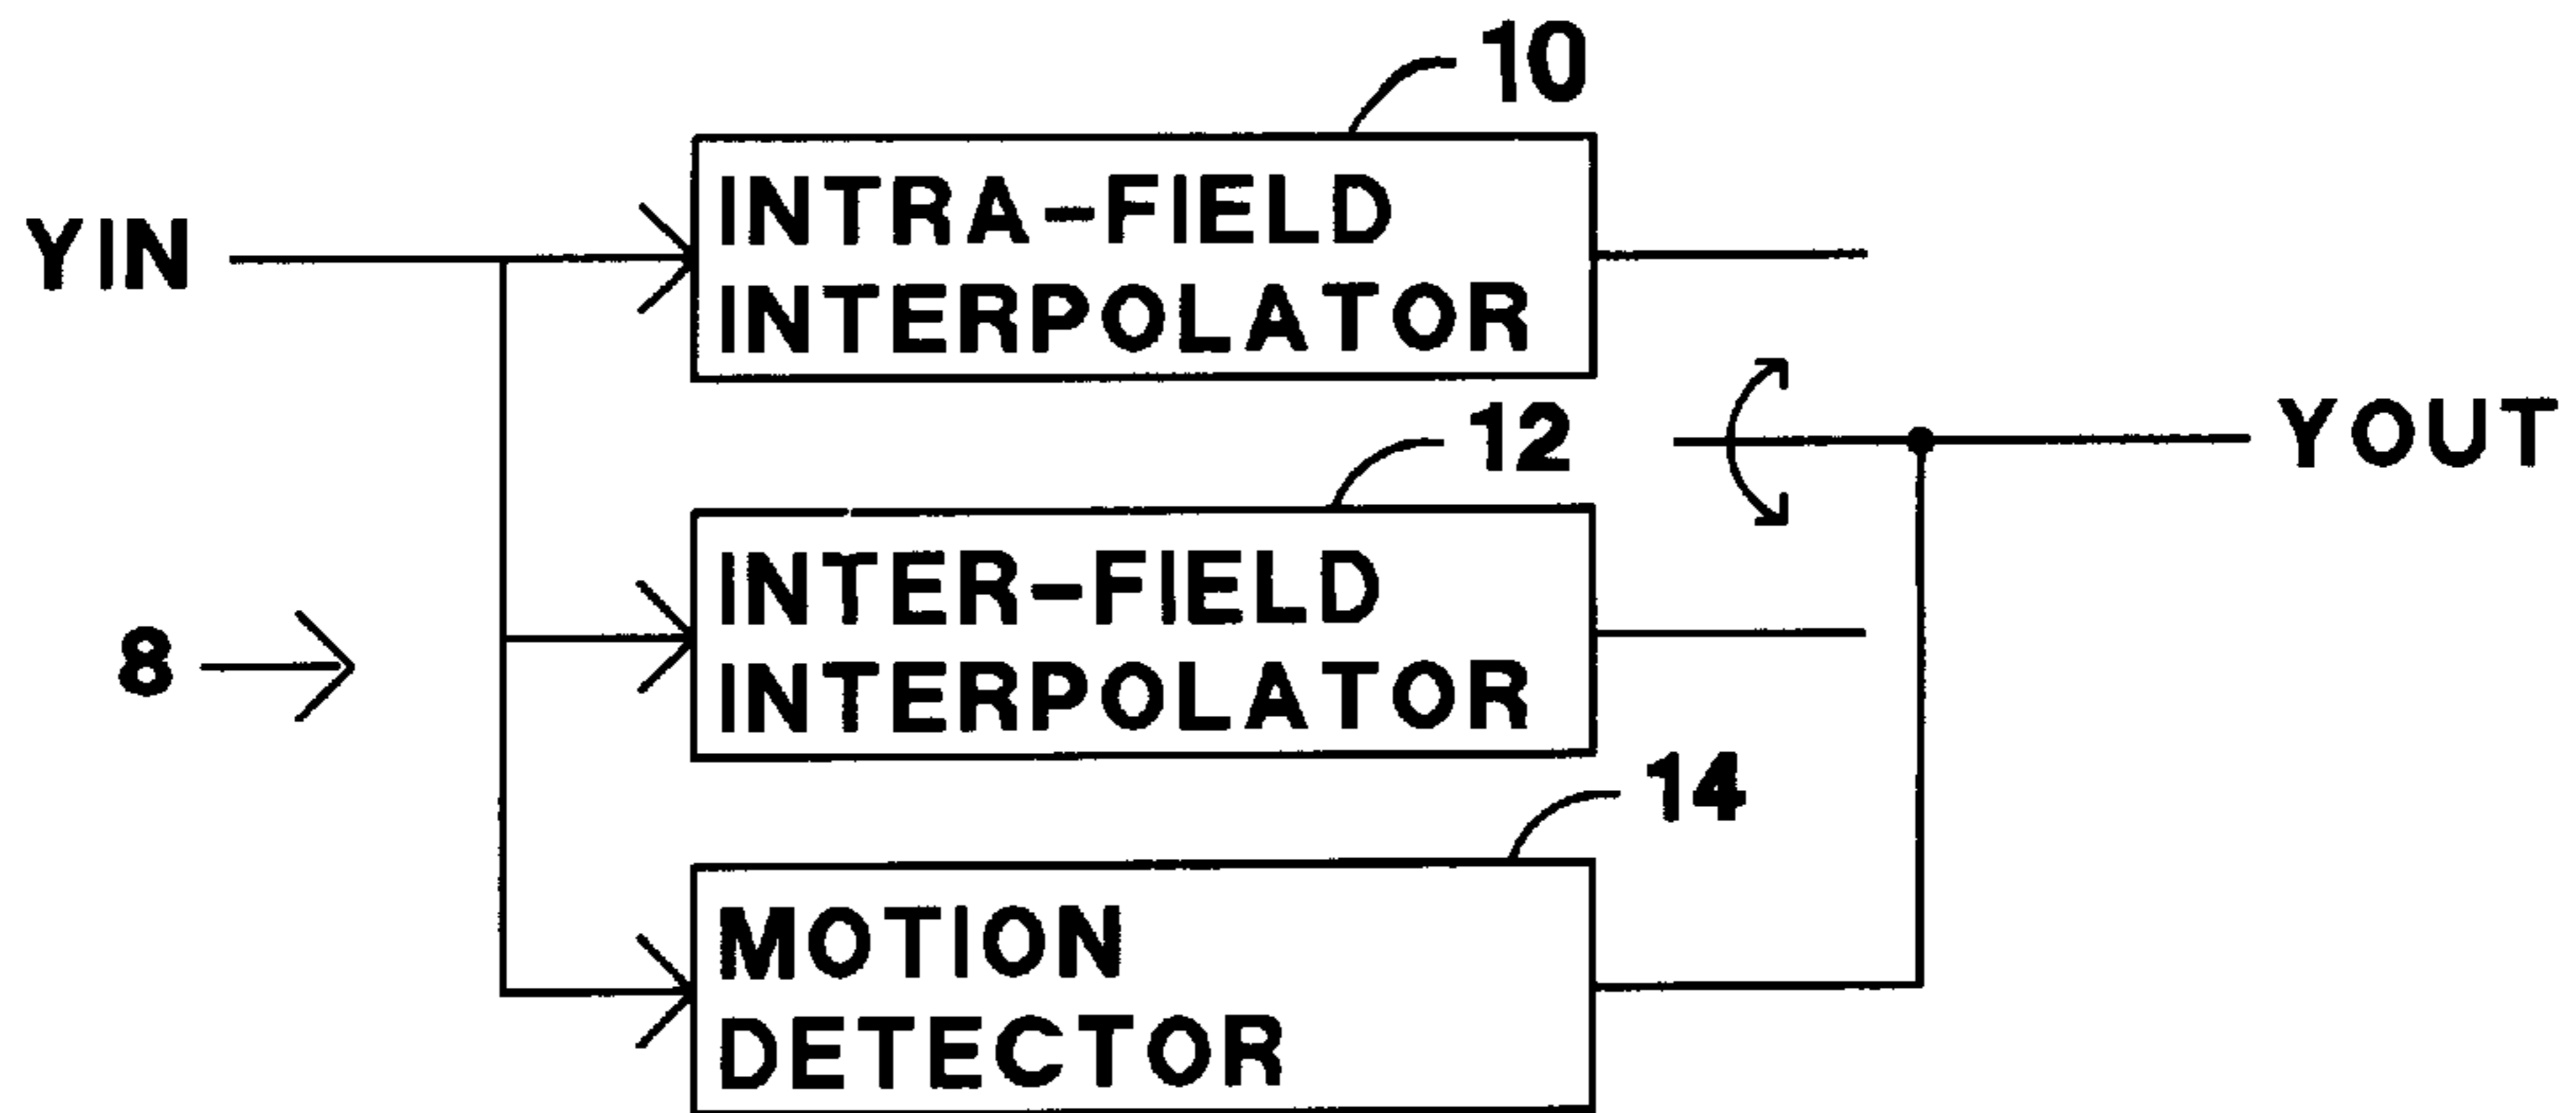 10
INTRA-FIELD
INTERPOLATOR
YIN
12
YOUT
INTER-FIELD
INTERPOLATOR
8
14
MOTION
DETECTOR